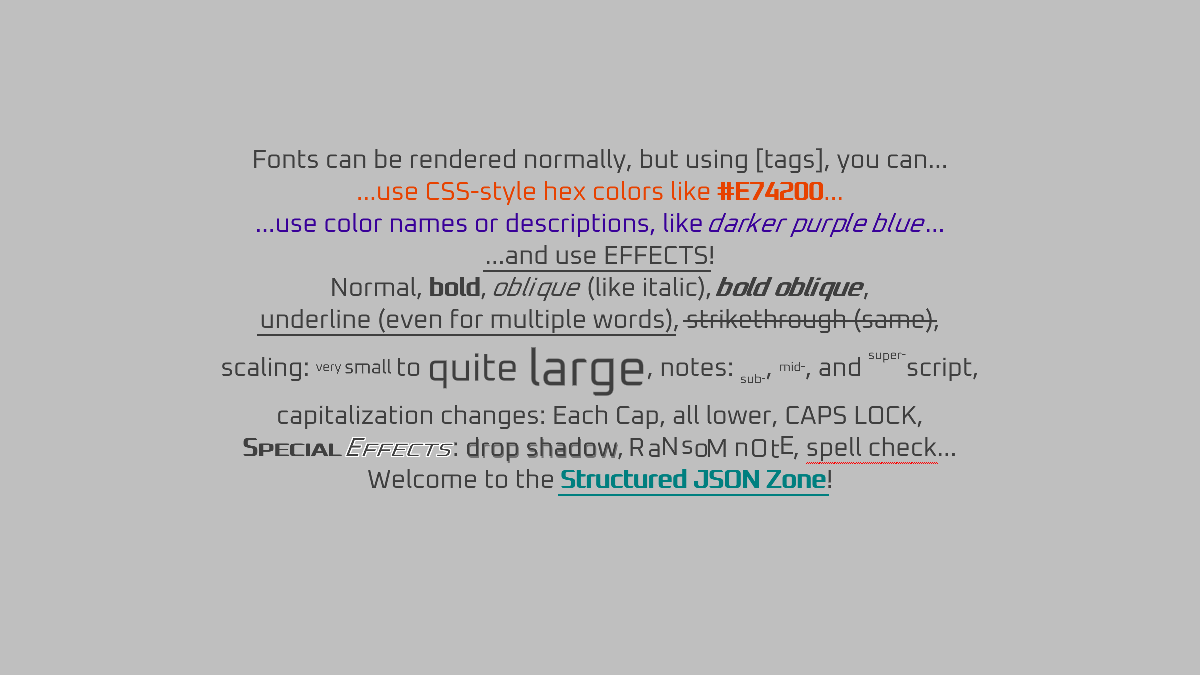 Fonts can be rendered normally, but using [tags], you can...
...use CSS-style hex colors like #E74200...
...use color names or descriptions, like darker purple blue...
...and use EFFECTS!
Normal, bold, oblique (like italic), bold oblique,
underline (even for multiple words), strikethrough (same),
scaling: very small to quite large, notes: sub-, mid-, and super-script,
capitalization changes: Each Cap, all lower, CAPS LOCK,
Special Effects: drop shadow, RaNsoM nOtE, spell check...
Welcome to the Structured JSON Zone!